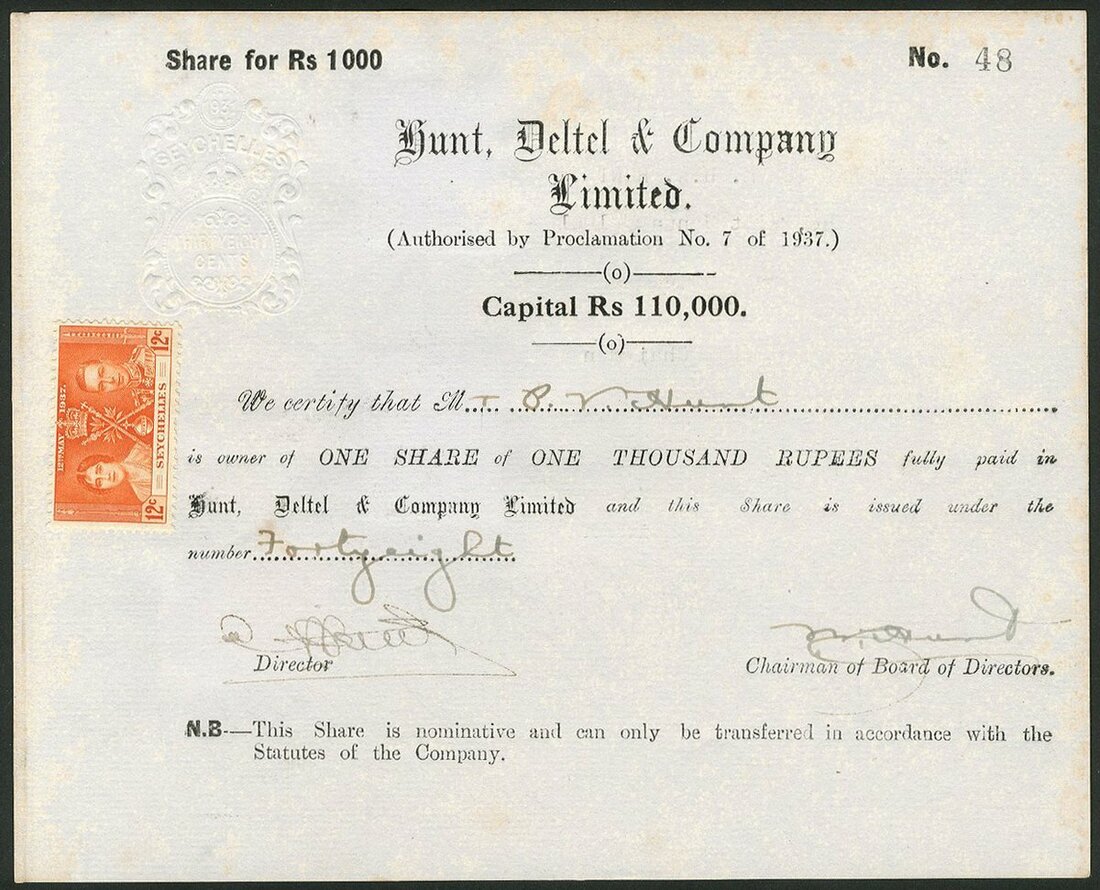 Share for Rs 1000
No. 48
193
SEYCHELLES
THIRTYEIGHT
CENTS
Hunt, Deltel & Company
Limited.
(Authorised by Proclamation No. 7 of 1937.)
(o)
Capital Rs 110,000.
(o)
12c
12TH MAY 1937.
SEYCHELLES
12c
We certify that Mr P. V. Hunt
is owner of ONE SHARE of ONE THOUSAND RUPEES fully paid in
Hunt, Deltel & Company Limited and this Share is issued under the
number Fortyeight
Director
Chairman of Board of Directors.
N.B-—This Share is nominative and can only be transferred in accordance with the
Statutes of the Company.